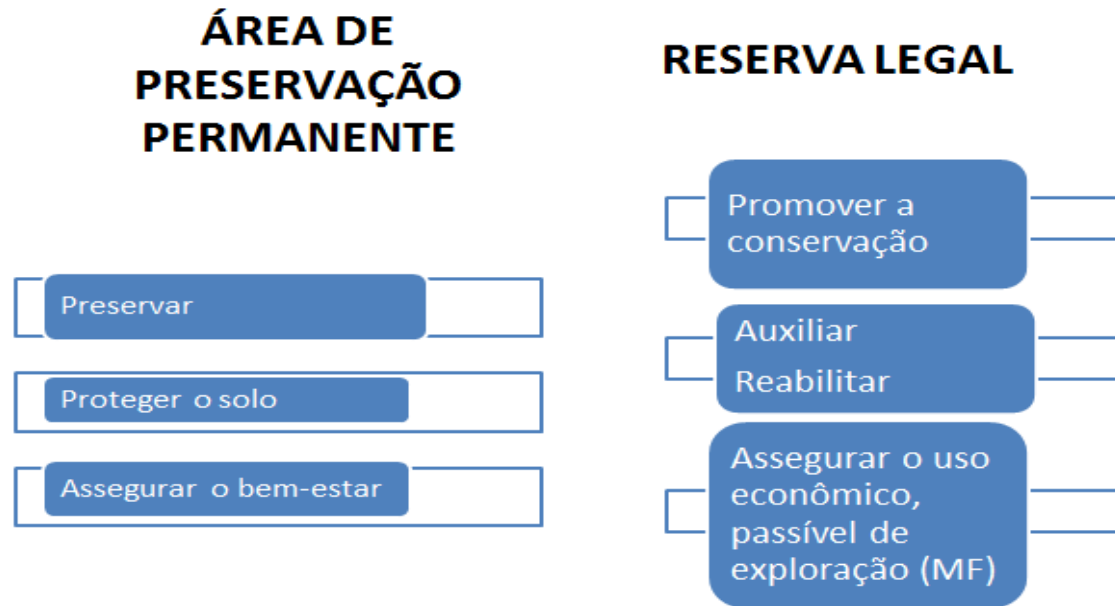 ÁREA DE
PRESERVAÇÃO
PERMANENTE
Preservar
Proteger o solo
Assegurar o bem-estar
RESERVA LEGAL
Promover a
conservação
Auxiliar
Reabilitar
Assegurar o uso
econômico,
passível de
exploração (MF)